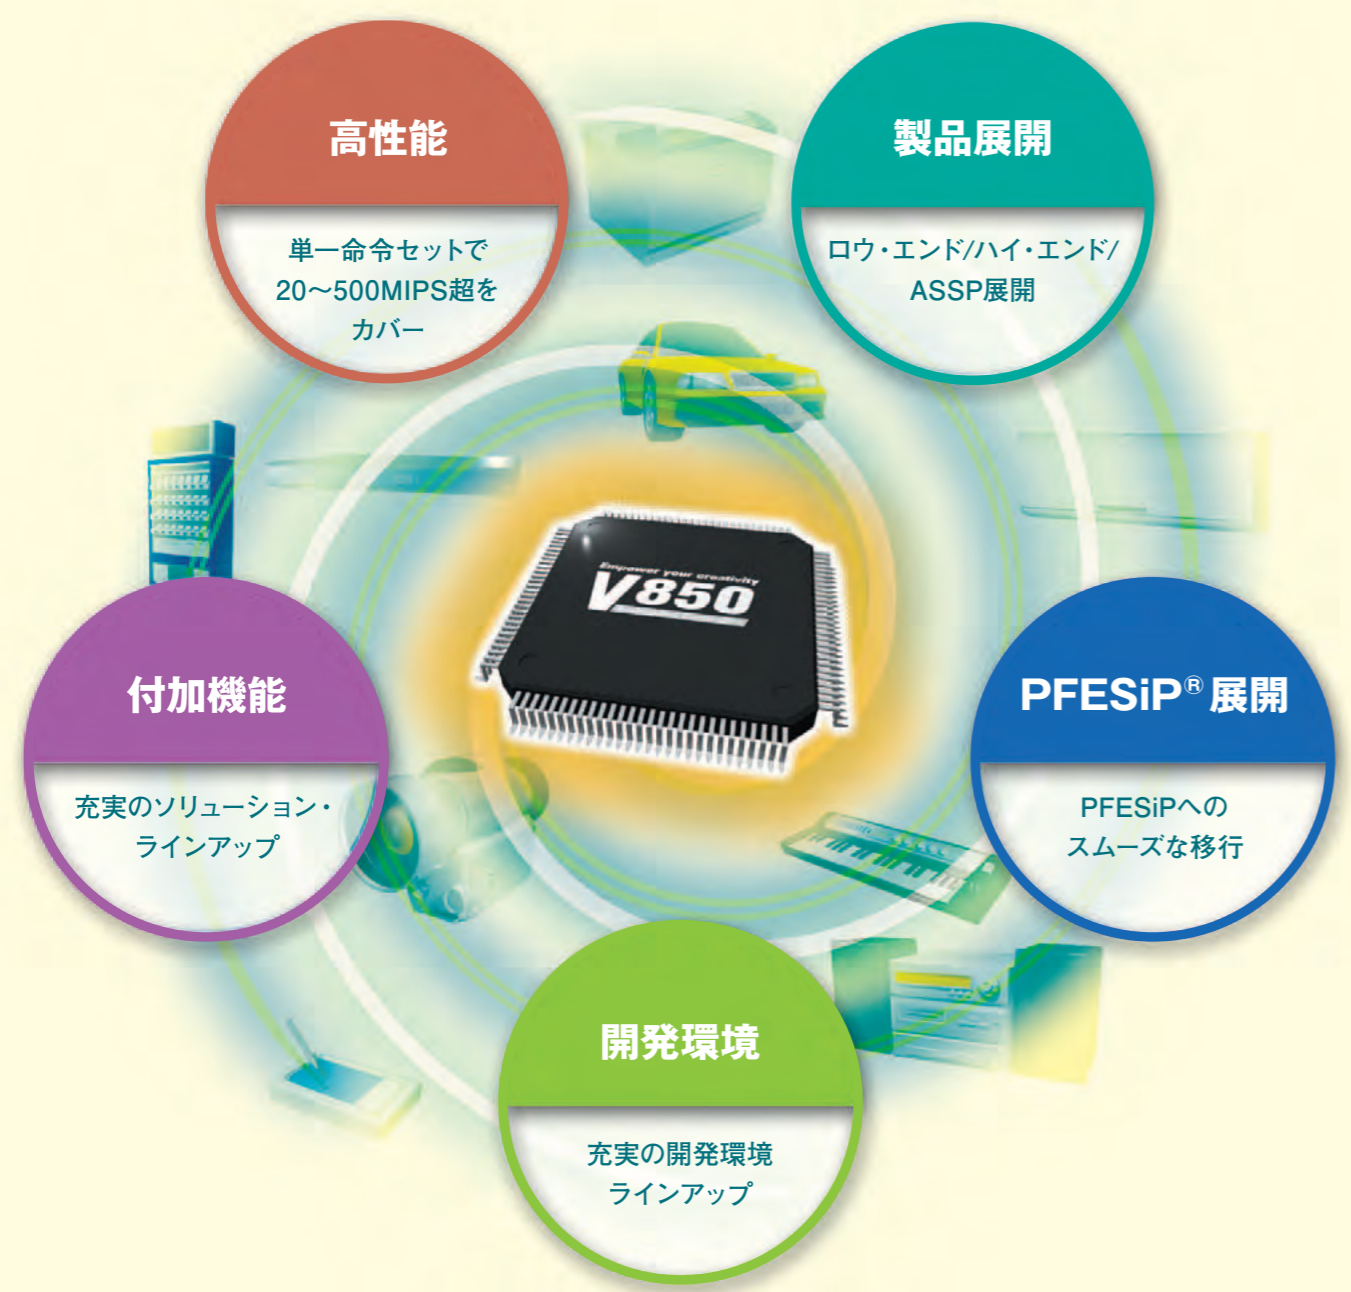 高性能
単一命令セットで
20～500MIPS超を
カバー
製品展開
ロウ・エンド/ハイ・エンド/
ASSP展開
Empower your creativity
V850
付加機能
充実のソリューション・
ラインアップ
PFESiP®展開
PFESiPへの
スムーズな移行
開発環境
充実の開発環境
ラインアップ